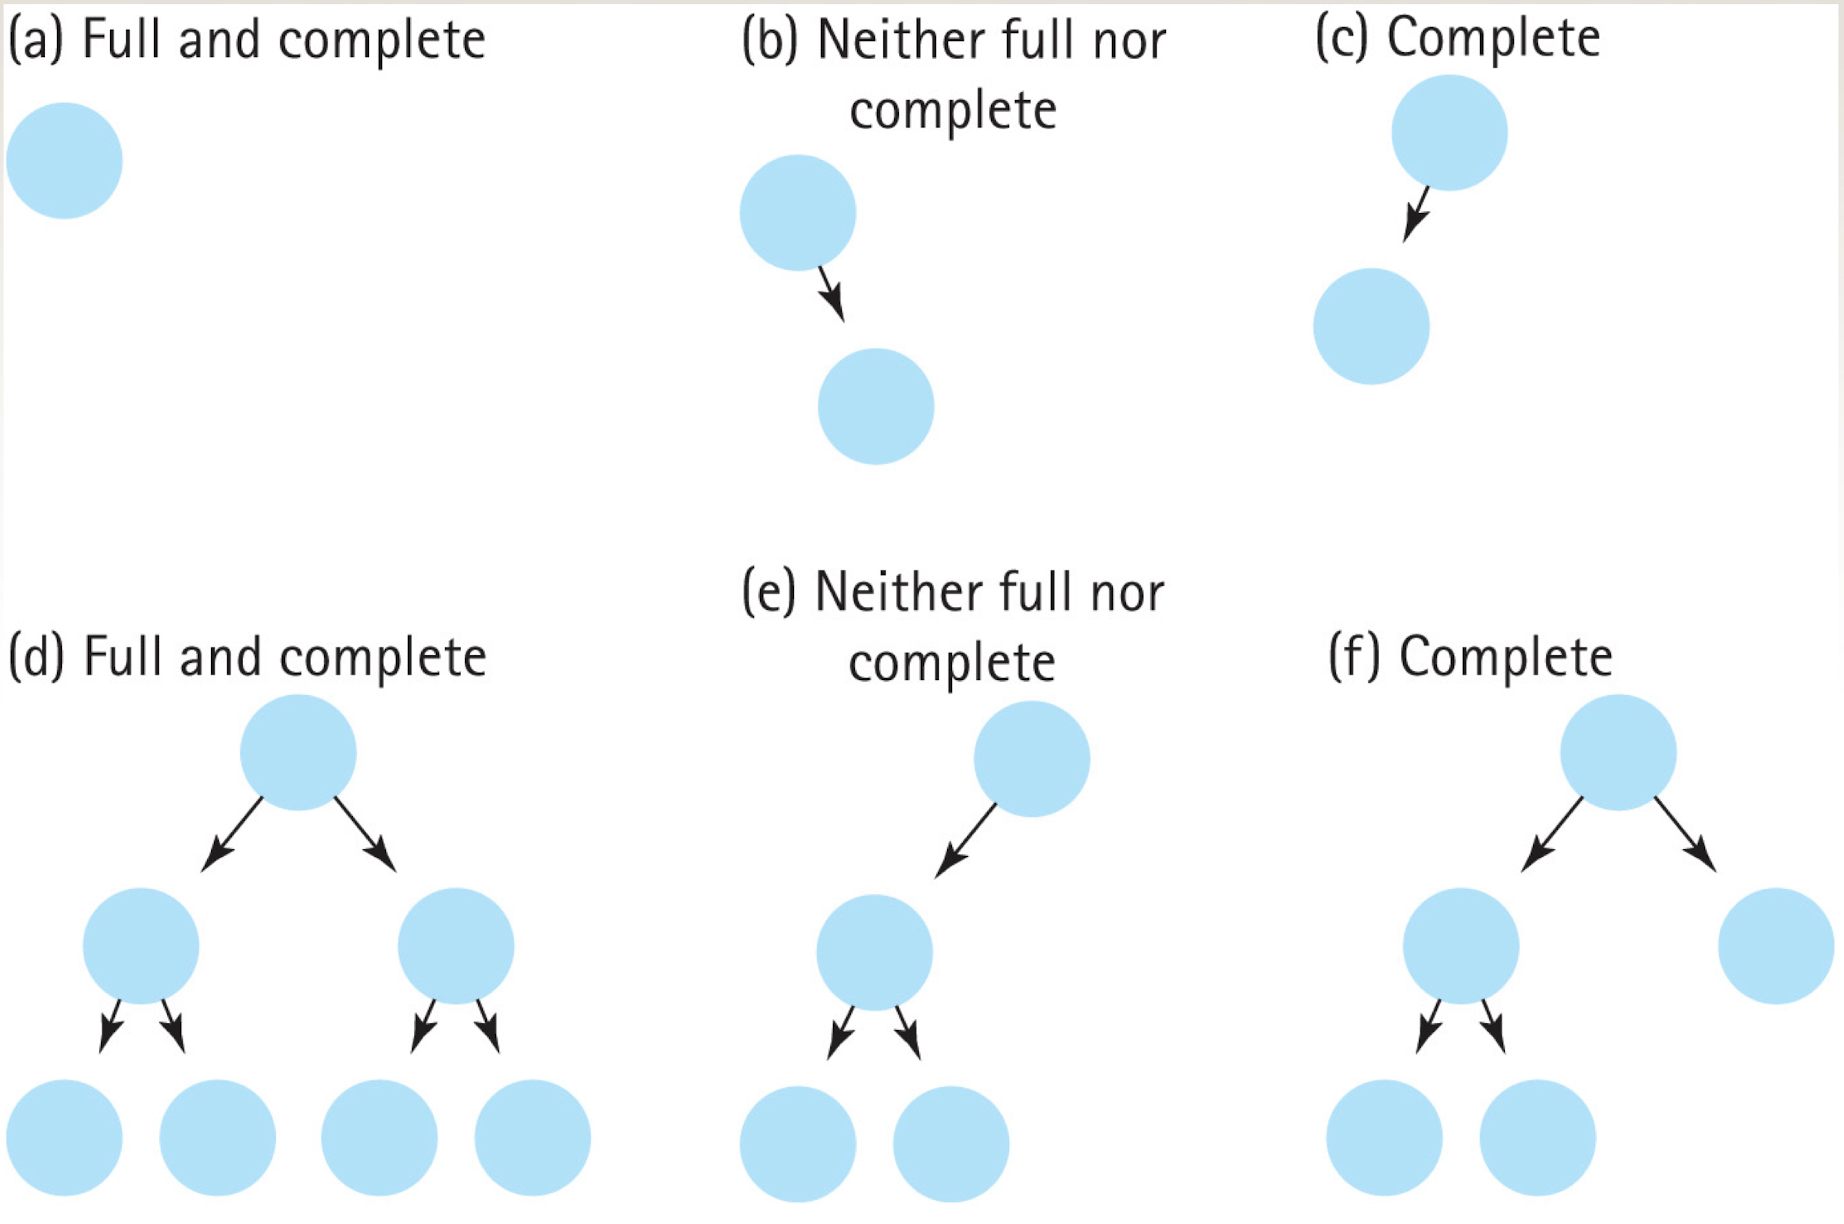 (a) Full and complete
(b) Neither full nor
complete
(c) Complete
(d) Full and complete
(e) Neither full nor
complete
(f) Complete